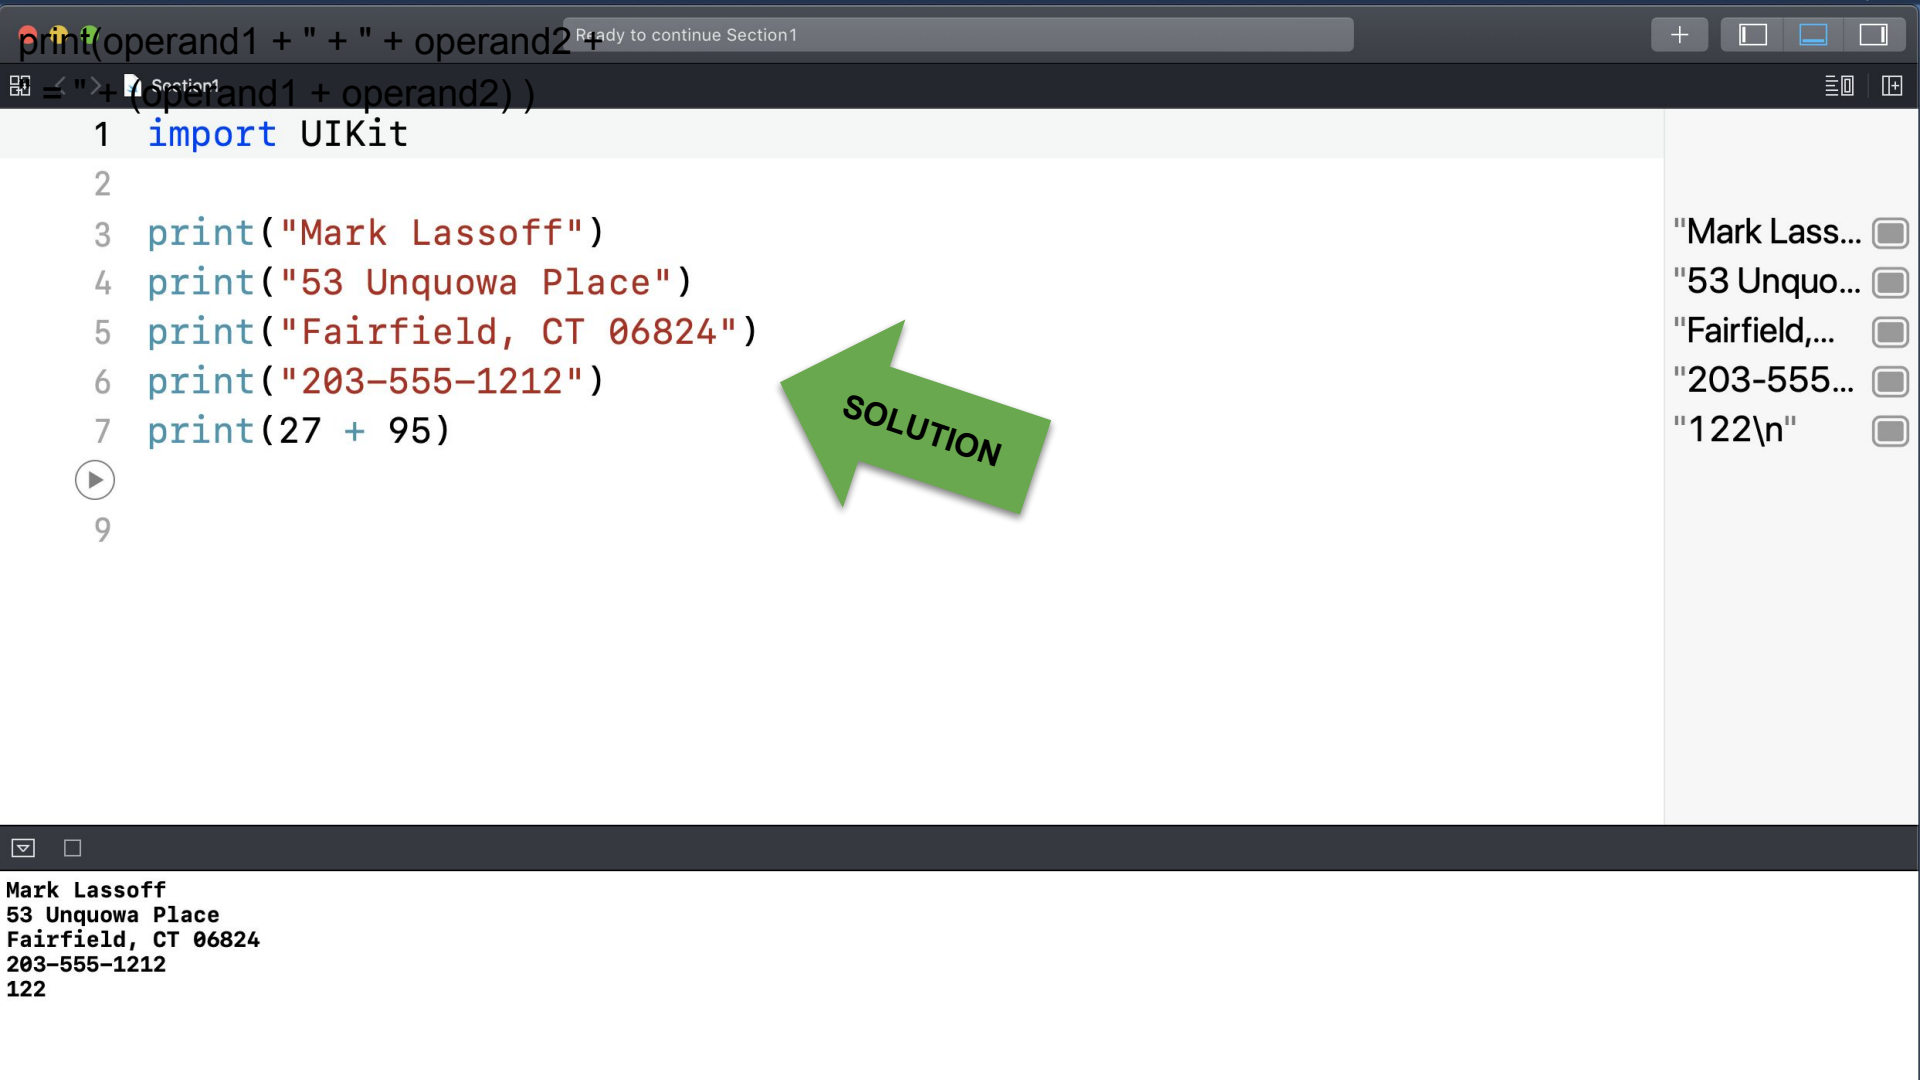 print(operand1 + " + " + operand2 +
" = " + (operand1 + operand2) )
Ready to continue Section1
Section1
1 import UIKit
2
3 print("Mark Lassoff")
4 print("53 Unquowa Place")
5 print("Fairfield, CT 06824")
6 print("203-555-1212")
7 print(27 + 95)
9
SOLUTION
"Mark Lass...
"53 Unquo...
"Fairfield,...
"203-555...
"122\n"
Mark Lassoff
53 Unquowa Place
Fairfield, CT 06824
203-555-1212
122